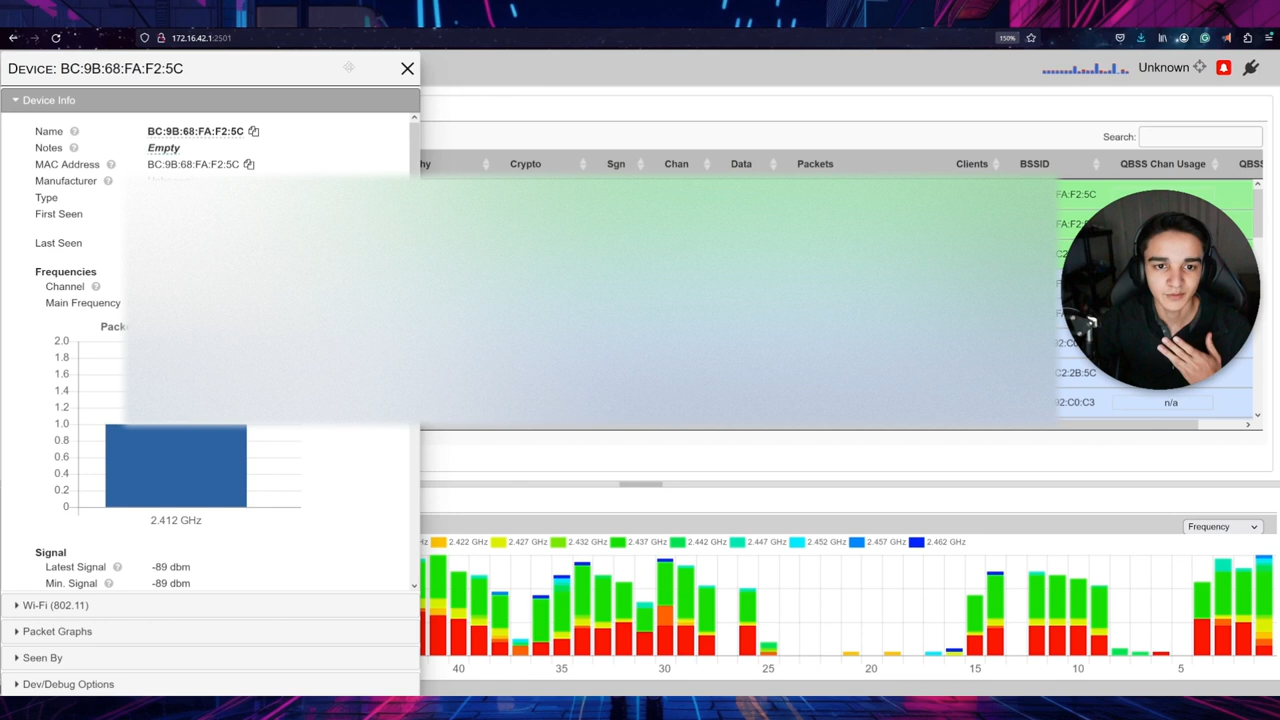 172.16.42.1:2501
150%
DEVICE: BC:9B:68:FA:F2:5C
Unknown
Device Info
Name BC:9B:68:FA:F2:5C
Notes Empty
MAC Address BC:9B:68:FA:F2:5C
Manufacturer
Type
First Seen
Last Seen
Frequencies
Channel
Main Frequency
2.0
1.8
1.6
1.4
1.2
1.0
0.8
0.6
0.4
0.2
0
2.412 GHz
Signal
Latest Signal -89 dbm
Min. Signal -89 dbm
Wi-Fi (802.11)
Packet Graphs
Seen By
Dev/Debug Options
Search:
hy Crypto Sgn Chan Data Packets Clients BSSID QBSS Chan Usage QBSS
FA:F2:5C
C2:2B:5C
92:C0:C3 n/a
Frequency
Hz 2.422 GHz 2.427 GHz 2.432 GHz 2.437 GHz 2.442 GHz 2.447 GHz 2.452 GHz 2.457 GHz 2.462 GHz
40 35 30 25 20 15 10 5